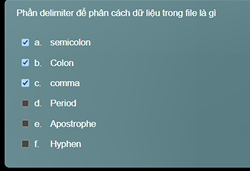 Phần delimiter để phân cách dữ liệu trong file là gì
a. semicolon
b. Colon
c. comma
d. Period
e. Apostrophe
f. Hyphen